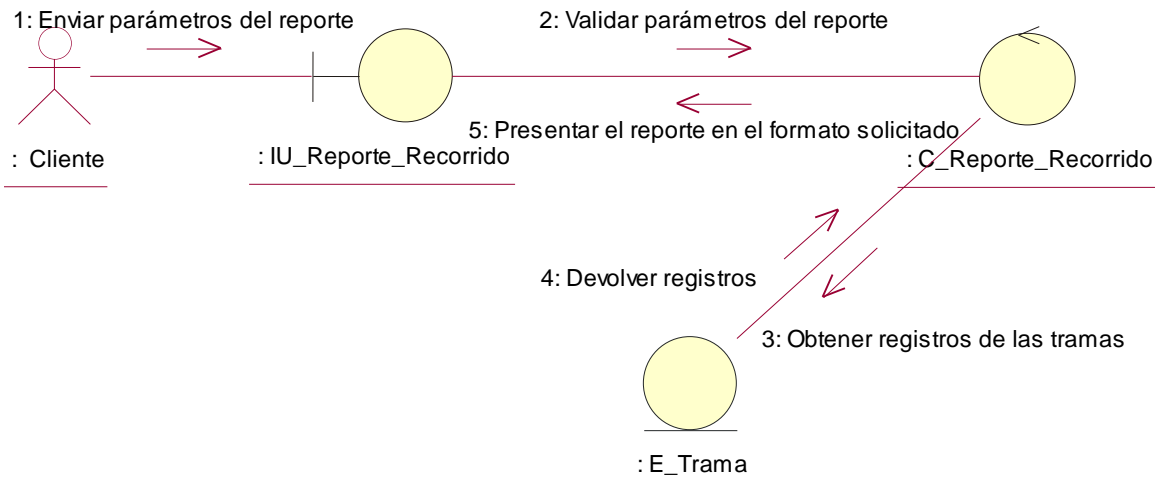 1: Enviar parámetros del reporte
2: Validar parámetros del reporte
5: Presentar el reporte en el formato solicitado
: Cliente
: IU_Reporte_Recorrido
: C_Reporte_Recorrido
4: Devolver registros
3: Obtener registros de las tramas
: E_Trama